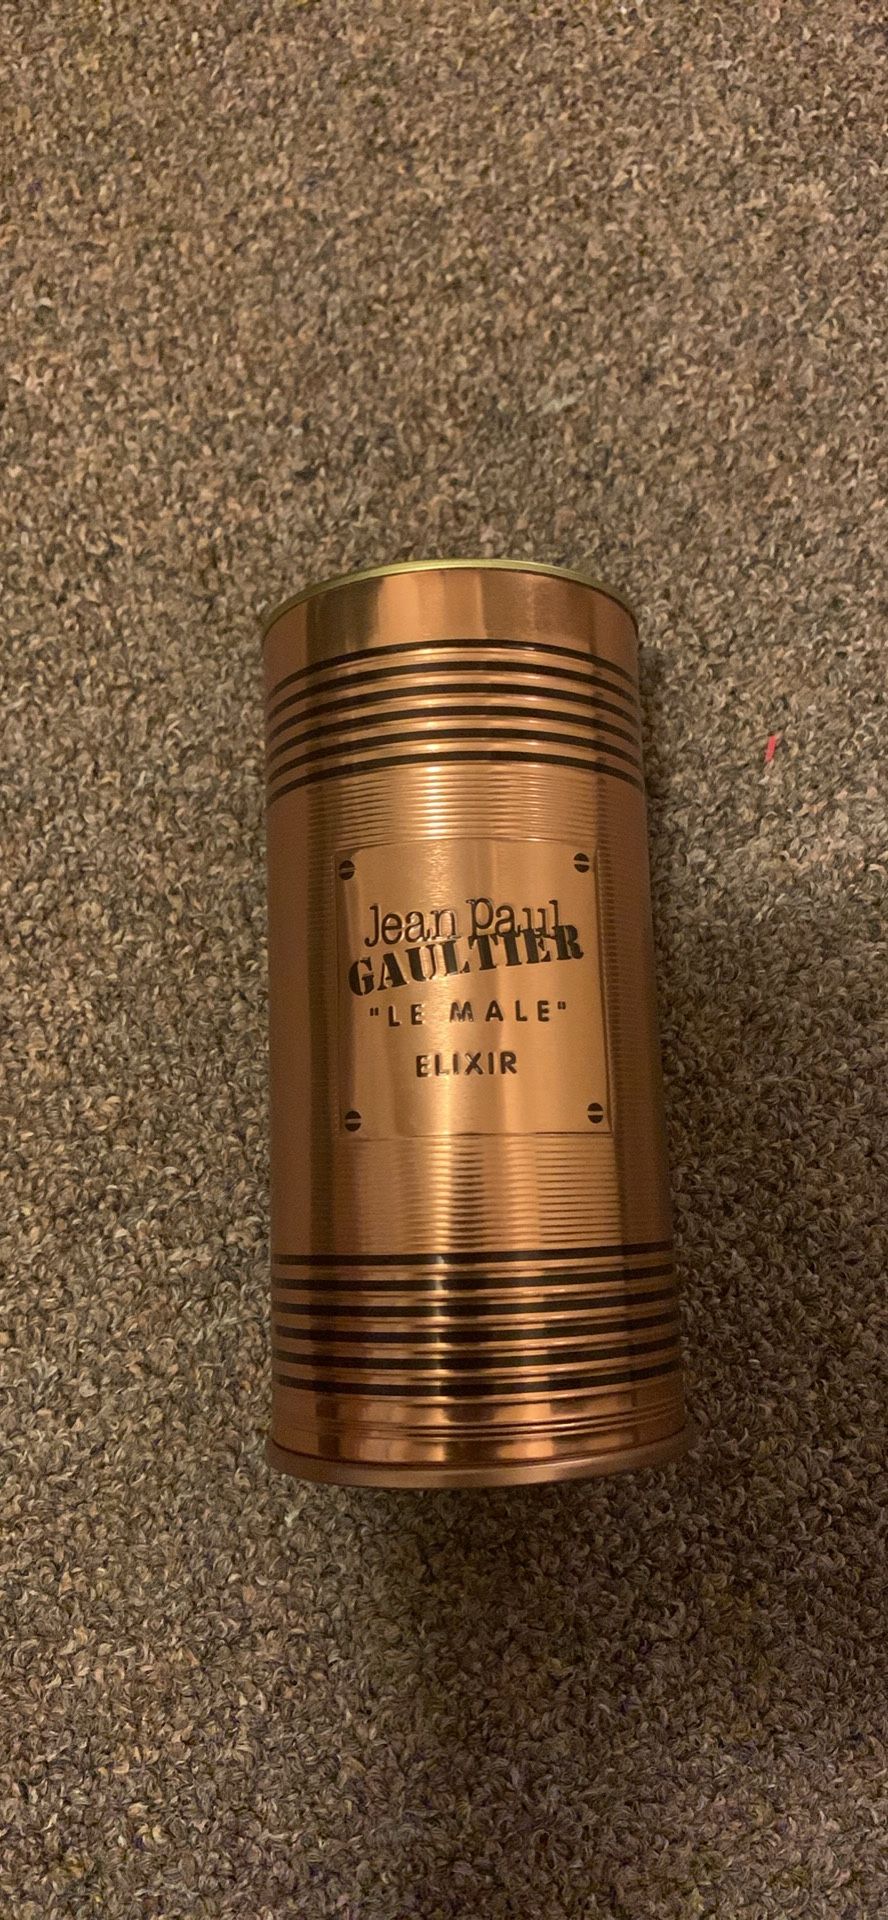 Jean Paul
GAULTIER
"LE MALE"
ELIXIR